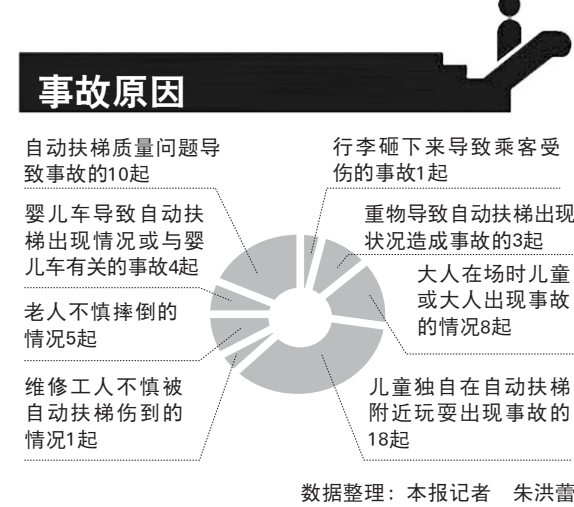 事故原因
自动扶梯质量问题导
致事故的10起
婴儿车导致自动扶
梯出现情况或与婴
儿车有关的事故4起
老人不慎摔倒的
情况5起
维修工人不慎被
自动扶梯伤到的
情况1起
行李砸下来导致乘客受
伤的事故1起
重物导致自动扶梯出现
状况造成事故的3起
大人在场时儿童
或大人出现事故
的情况8起
儿童独自在自动扶梯
附近玩耍出现事故的
18起
数据整理：本报记者 朱洪蕾